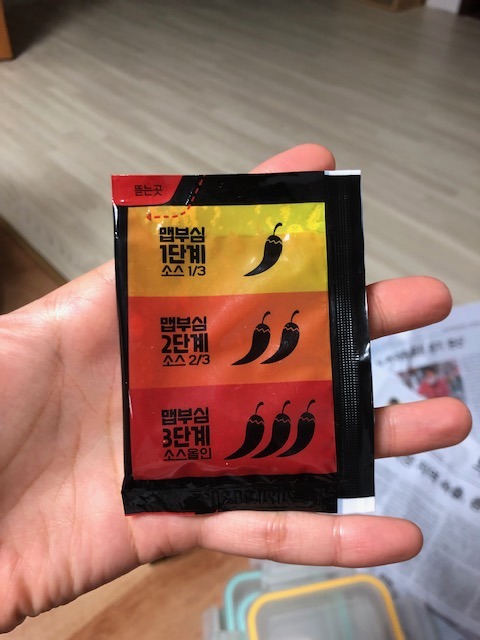 뜯는곳
맵부심
1단계
소스 1/3
맵부심
2단계
소스 2/3
맵부심
3단계
소스올인